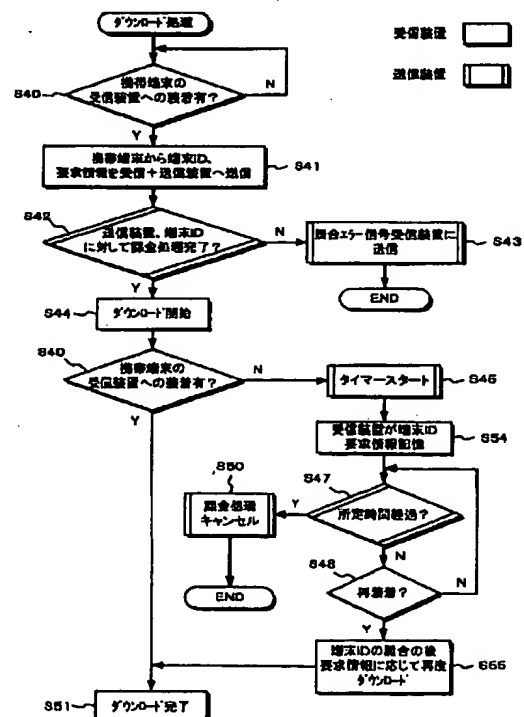 ダウンロード処理
受信装置
送信装置
携帯端末の
受信装置への装着有?
S40
N
Y
携帯端末から端末ID、
要求情報を受信+送信装置へ送信
S41
S42
送信装置、端末ID
に対して課金処理完了?
N
照合エラー信号受信装置に
送信
S43
Y
END
S44
ダウンロード開始
S40
携帯端末の
受信装置への装着有?
N
タイマースタート
S45
Y
受信装置が端末ID
要求情報記憶
S54
S50
課金処理
キャンセル
Y
S47
所定時間経過?
N
END
S48
再装着?
N
Y
端末IDの照合の後
要求情報に応じて再度
ダウンロード
S55
S51
ダウンロード完了